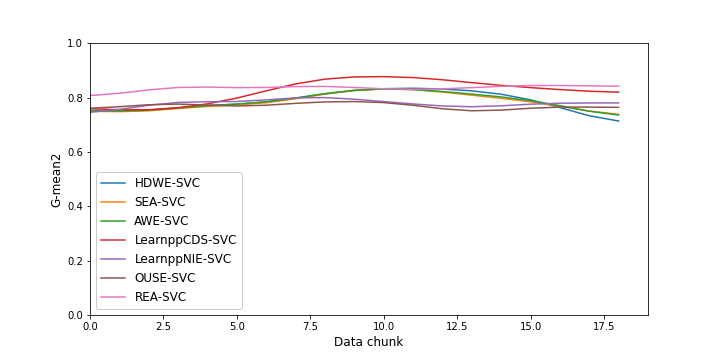 1.0
0.8
0.6
0.4
0.2
0.0
G-mean2
HDWE-SVC
SEA-SVC
AWE-SVC
LearnppCDS-SVC
LearnppNIE-SVC
OUSE-SVC
REA-SVC
0.0 2.5 5.0 7.5 10.0 12.5 15.0 17.5
Data chunk